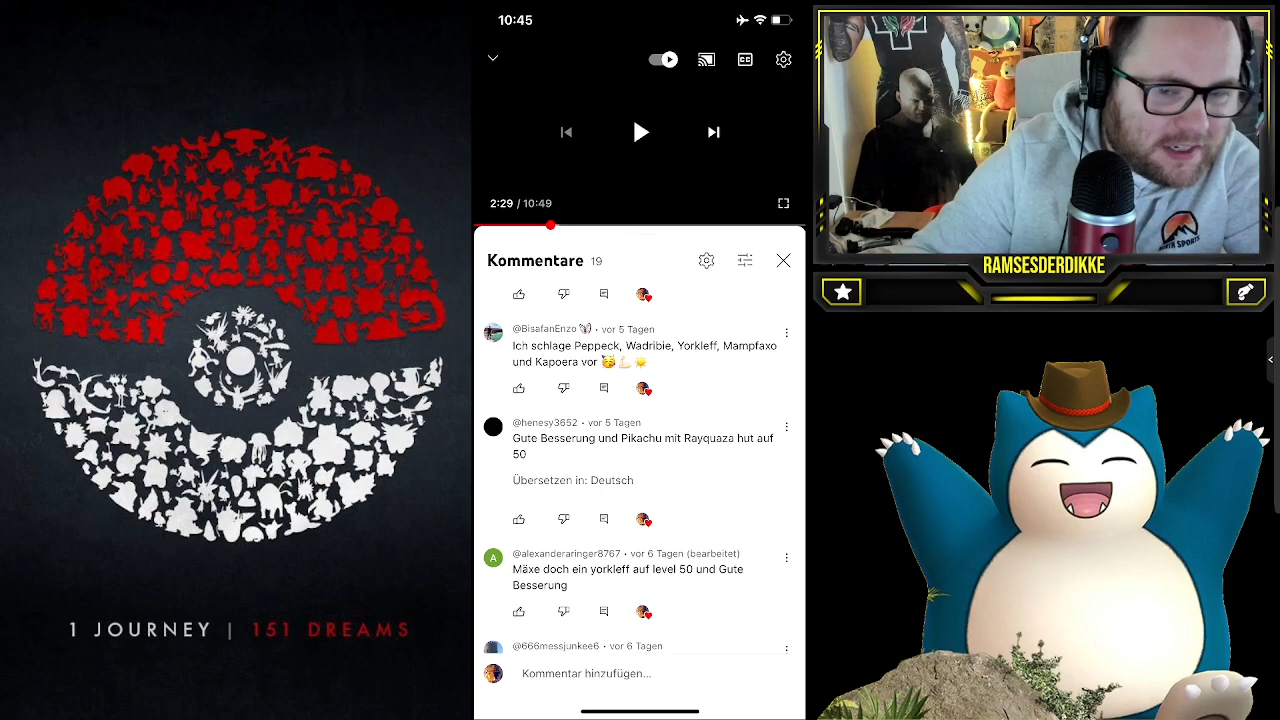 10:45
CC
2:29 / 10:49
Kommentare 19
@BisafanEnzo • vor 5 Tagen
Ich schlage Peppeck, Wadribie, Yorkleff, Mampfaxo
und Kapoera vor 🥳💪🏻☀️
@henesy3652 • vor 5 Tagen
Gute Besserung und Pikachu mit Rayquaza hut auf
50
Übersetzen in: Deutsch
A
@alexanderaringer8767 • vor 6 Tagen (bearbeitet)
Mäxe doch ein yorkleff auf level 50 und Gute
Besserung
@666messjunkee6 • vor 6 Tagen
Kommentar hinzufügen...
1 JOURNEY | 151 DREAMS
RAMSESDERDIKKE